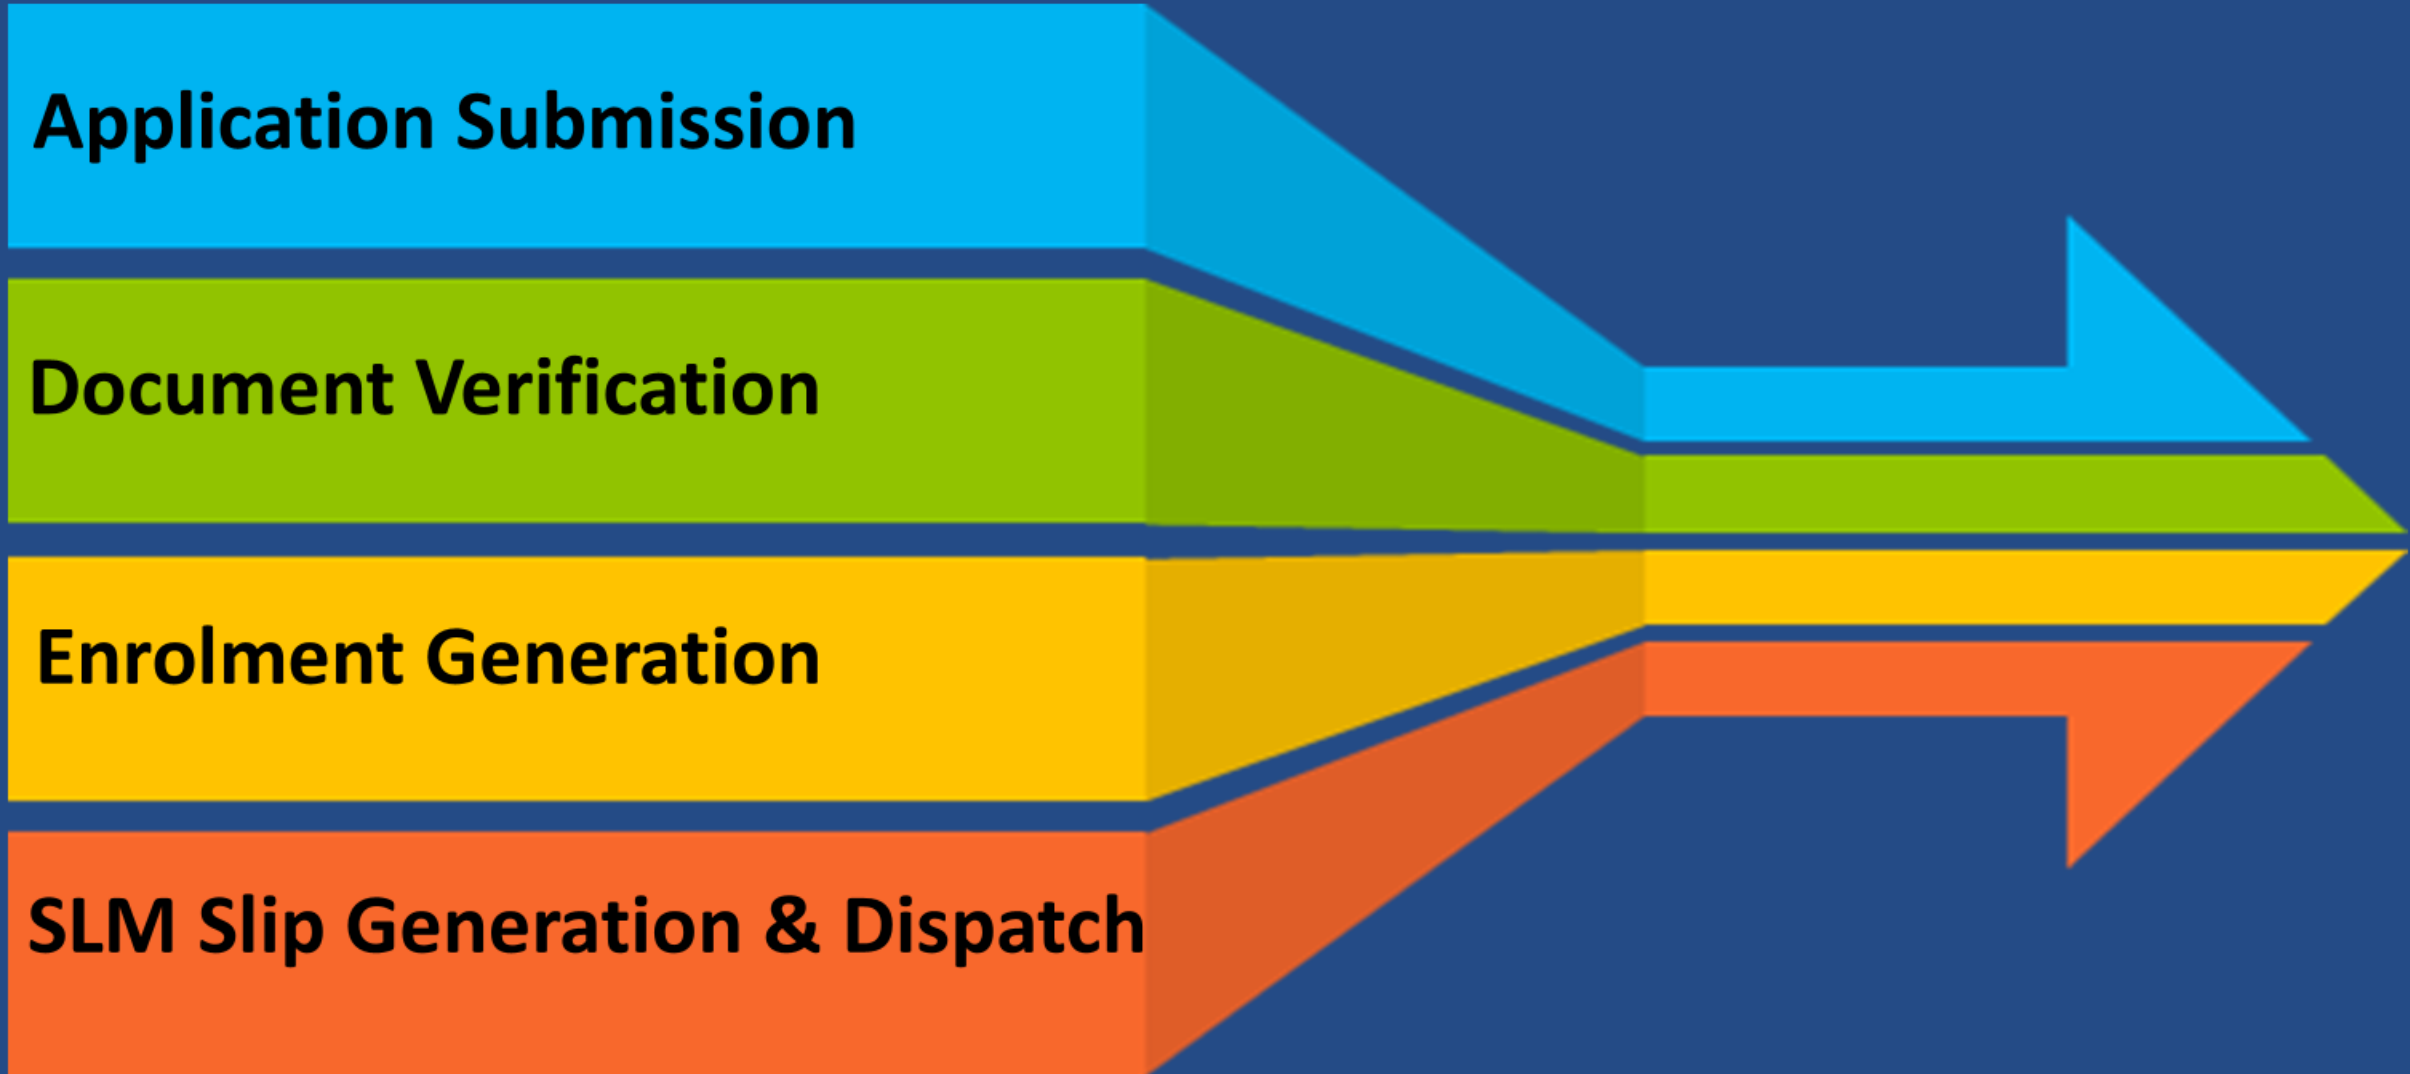 Application Submission
Document Verification
Enrolment Generation
SLM Slip Generation & Dispatch